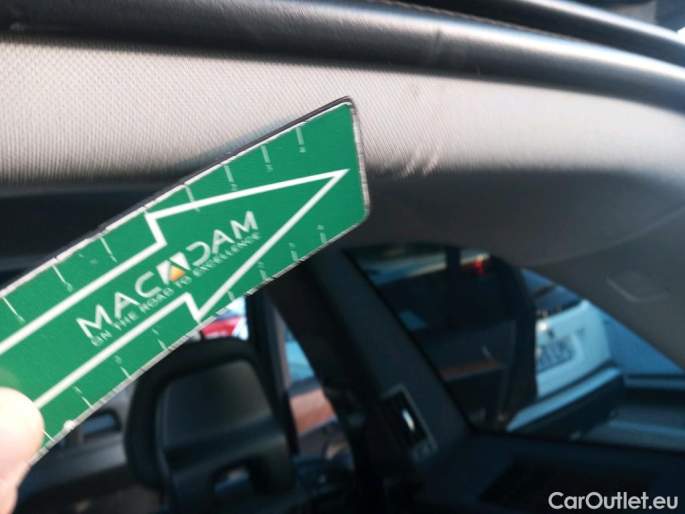 MACADAM
ON THE ROAD TO EXCELLENCE
CarOutlet.eu